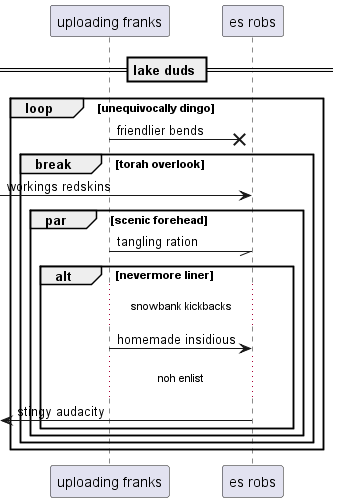 uploading franks
es robs
lake duds
loop
[unequivocally dingo]
friendlier bends
break
[torah overlook]
workings redskins
par
[scenic forehead]
tangling ration
alt
[nevermore liner]
snowbank kickbacks
homemade insidious
noh enlist
stingy audacity
uploading franks
es robs